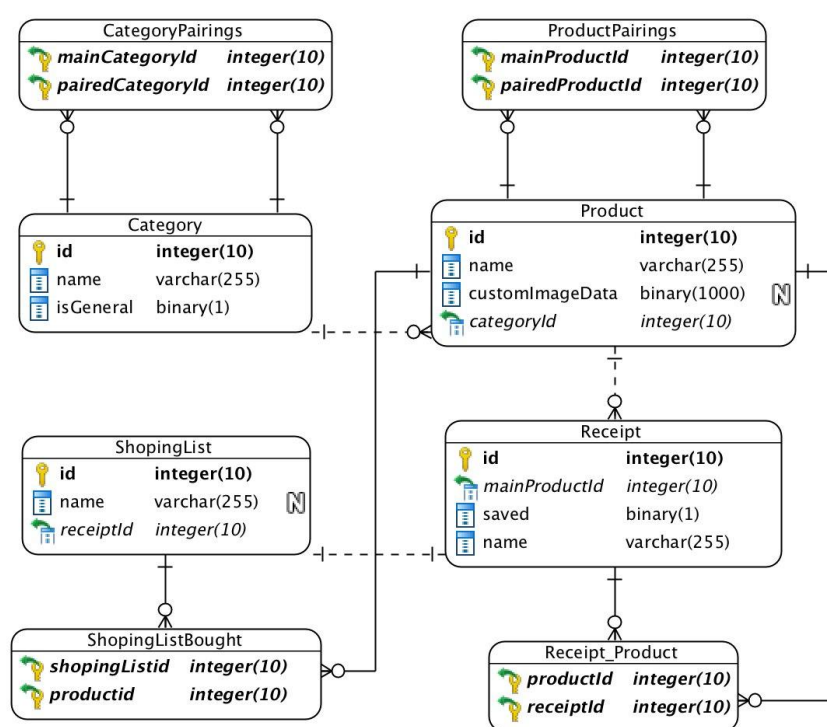 CategoryPairings
mainCategoryId integer(10)
pairedCategoryId integer(10)
ProductPairings
mainProductId integer(10)
pairedProductId integer(10)
Category
id integer(10)
name varchar(255)
isGeneral binary(1)
Product
id integer(10)
name varchar(255)
customImageData binary(1000) N
categoryId integer(10)
ShopingList
id integer(10)
name varchar(255) N
receiptId integer(10)
Receipt
id integer(10)
mainProductId integer(10)
saved binary(1)
name varchar(255)
ShopingListBought
shopingListid integer(10)
productid integer(10)
Receipt_Product
productId integer(10)
receiptId integer(10)